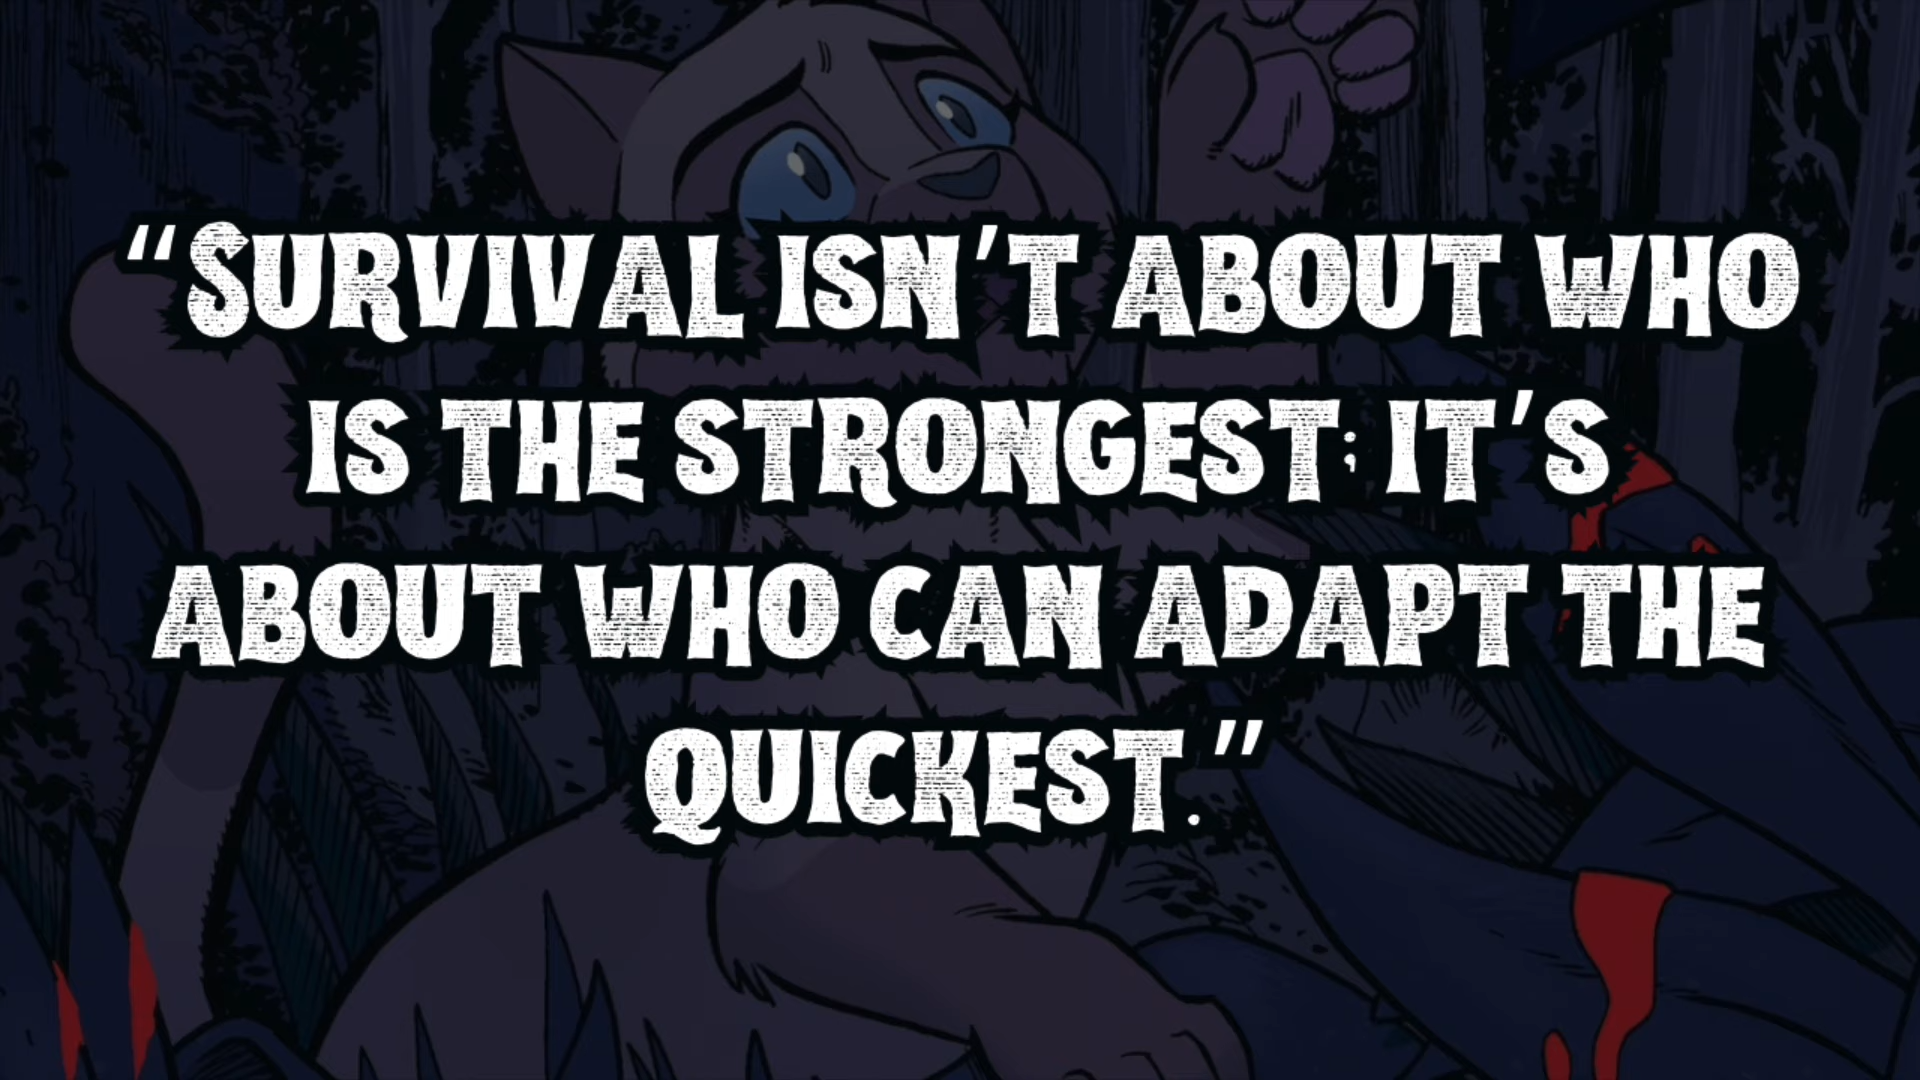 “Survival isn’t about who
is the strongest; it’s
about who can adapt the
quickest.”